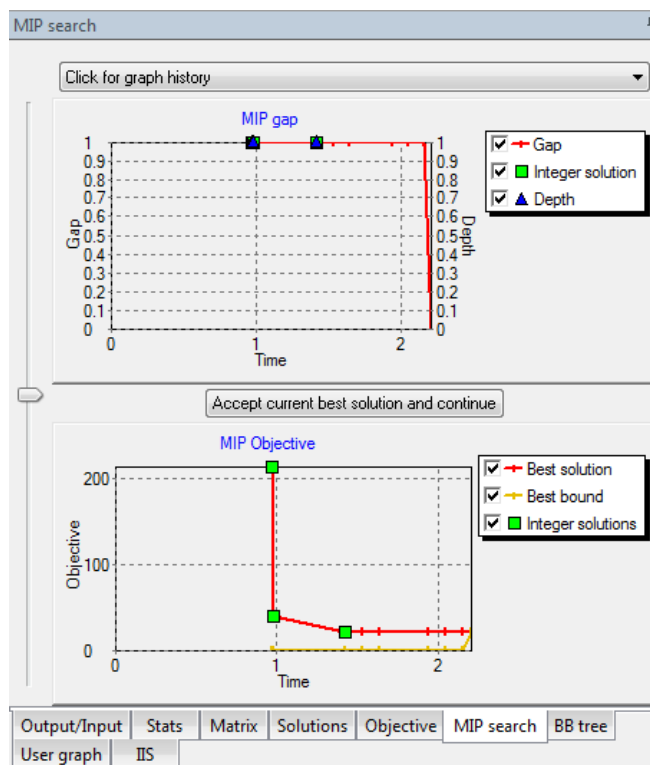 MIP search
Click for graph history
MIP gap
1
0.9
0.8
0.7
0.6
0.5
0.4
0.3
0.2
0.1
0
Gap
1
0.9
0.8
0.7
0.6
0.5
0.4
0.3
0.2
0.1
0
Depth
0 1 2
Time
Gap
Integer solution
Depth
Accept current best solution and continue
MIP Objective
200
100
0
Objective
0 1 2
Time
Best solution
Best bound
Integer solutions
Output/Input Stats Matrix Solutions Objective MIP search BB tree
User graph IIS